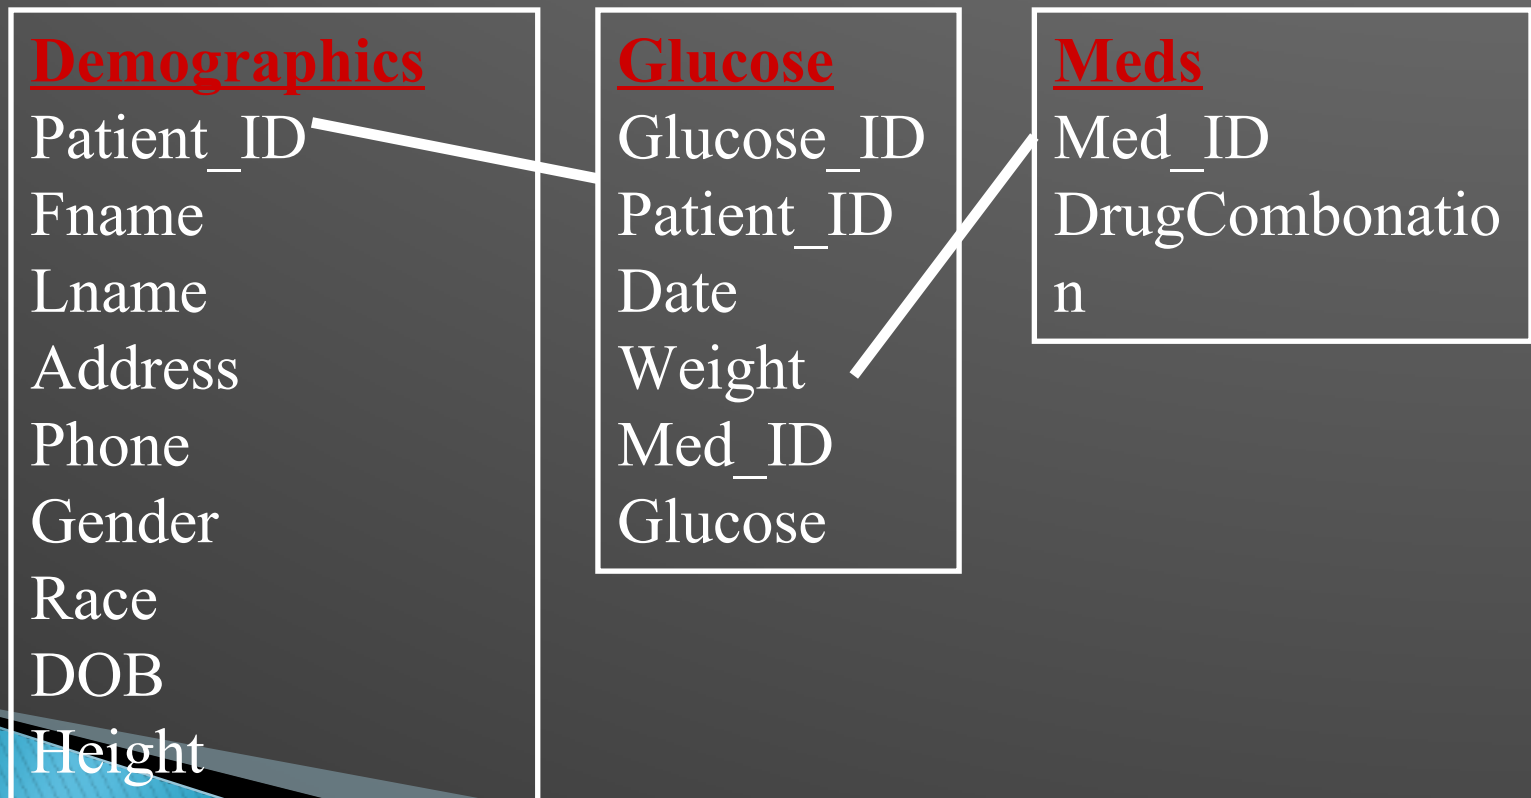 Demographics
Patient_ID
Fname
Lname
Address
Phone
Gender
Race
DOB
Height
Glucose
Glucose_ID
Patient_ID
Date
Weight
Med_ID
Glucose
Meds
Med_ID
DrugCombonatio
n